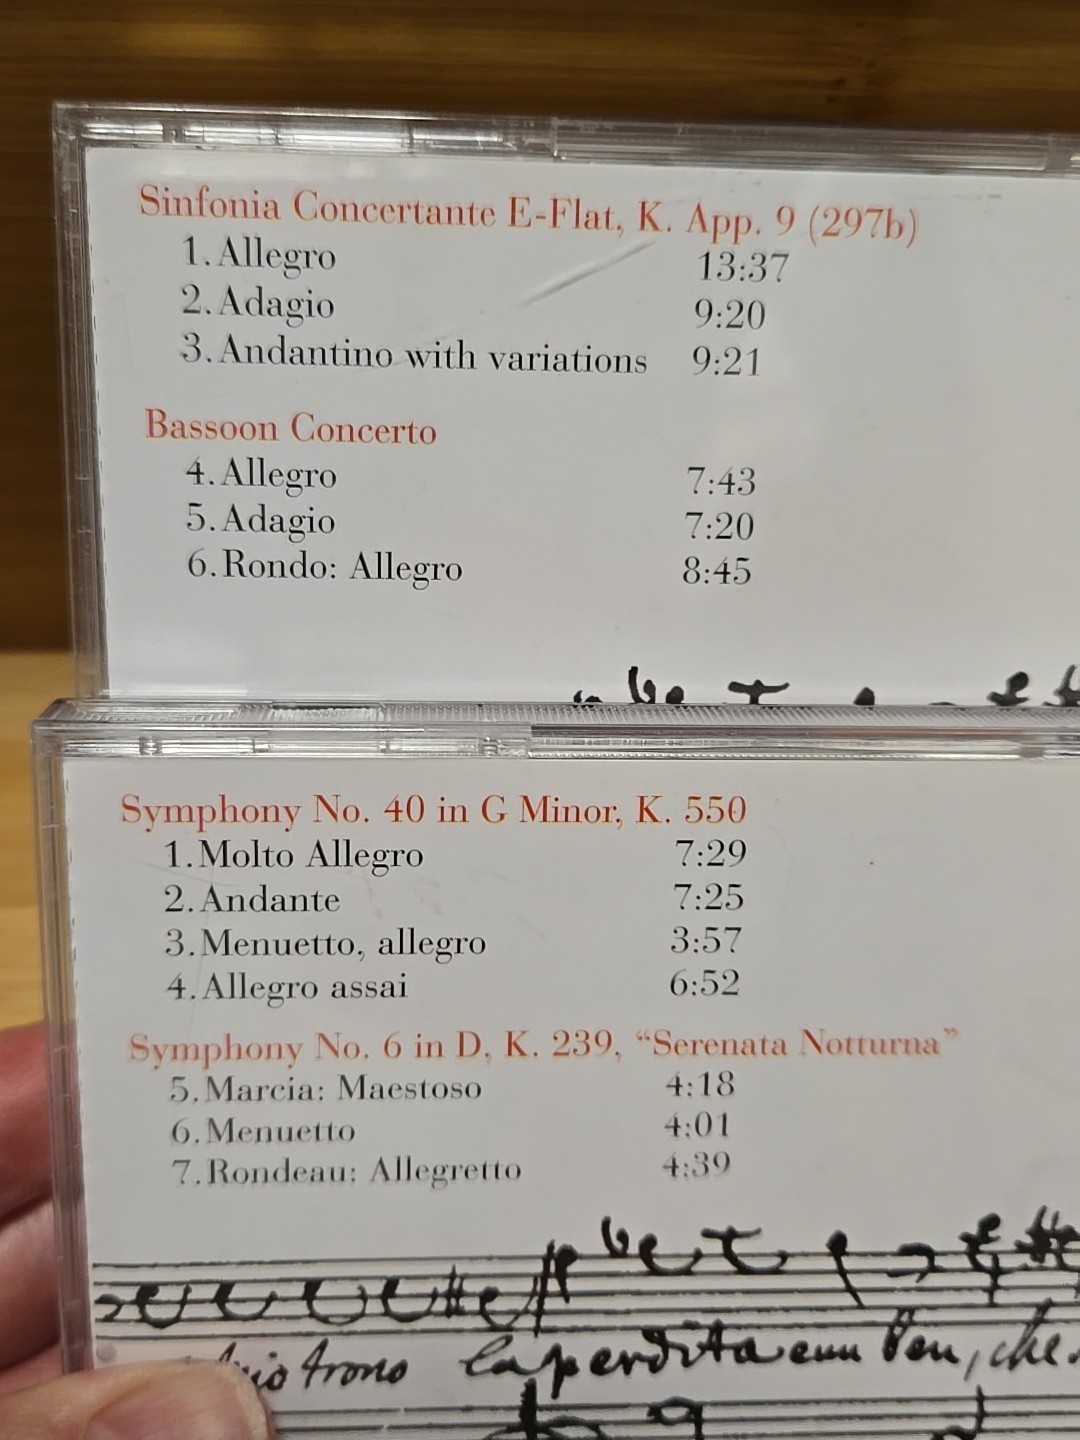 Sinfonia Concertante E-Flat, K. App. 9 (297b)
1. Allegro 13:37
2. Adagio 9:20
3. Andantino with variations 9:21
Bassoon Concerto
4. Allegro 7:43
5. Adagio 7:20
6. Rondo: Allegro 8:45
Symphony No. 40 in G Minor, K. 550
1. Molto Allegro 7:29
2. Andante 7:25
3. Menuetto, allegro 3:57
4. Allegro assai 6:52
Symphony No. 6 in D, K. 239, “Serenata Notturna”
5. Marcia: Maestoso 4:18
6. Menuetto 4:01
7. Rondeau: Allegretto 4:39
trono la perdita